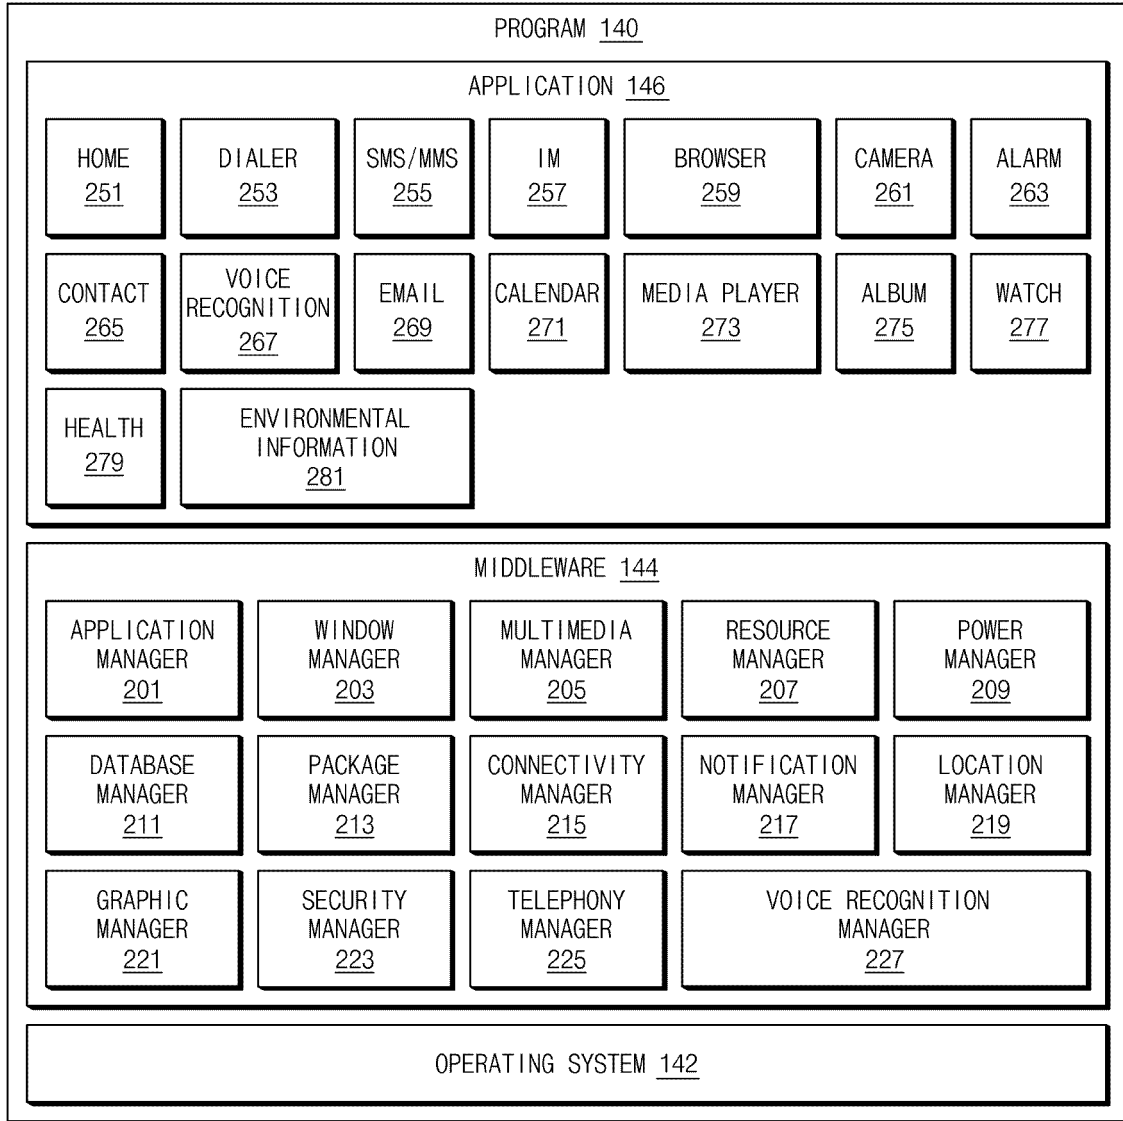 PROGRAM 140
APPLICATION 146
HOME
251
DIALER
253
SMS/MMS
255
IM
257
BROWSER
259
CAMERA
261
ALARM
263
CONTACT
265
VOICE
RECOGNITION
267
EMAIL
269
CALENDAR
271
MEDIA PLAYER
273
ALBUM
275
WATCH
277
HEALTH
279
ENVIRONMENTAL
INFORMATION
281
MIDDLEWARE 144
APPLICATION
MANAGER
201
WINDOW
MANAGER
203
MULTIMEDIA
MANAGER
205
RESOURCE
MANAGER
207
POWER
MANAGER
209
DATABASE
MANAGER
211
PACKAGE
MANAGER
213
CONNECTIVITY
MANAGER
215
NOTIFICATION
MANAGER
217
LOCATION
MANAGER
219
GRAPHIC
MANAGER
221
SECURITY
MANAGER
223
TELEPHONY
MANAGER
225
VOICE RECOGNITION
MANAGER
227
OPERATING SYSTEM 142